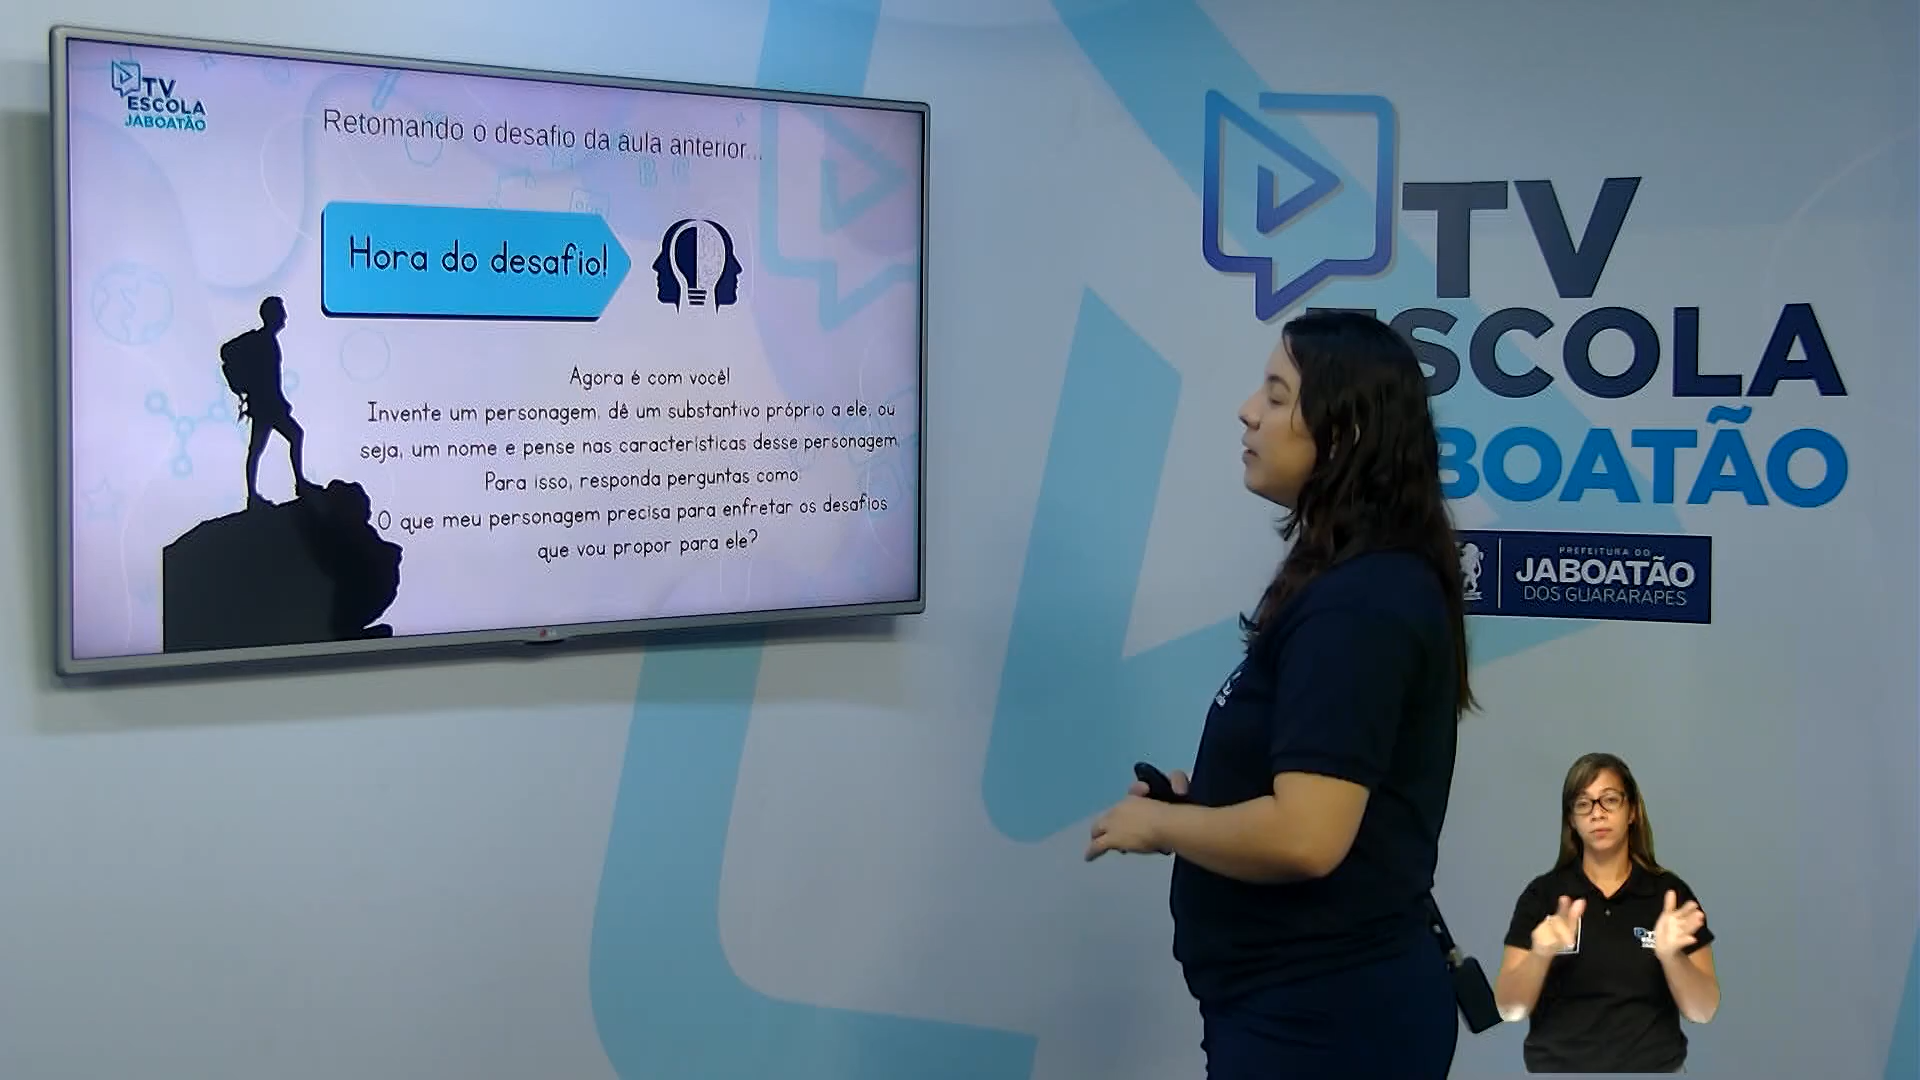 TV
ESCOLA
JABOATÃO
Retomando o desafio da aula anterior...
Hora do desafio!
Agora é com você!
Invente um personagem, dê um substantivo próprio a ele, ou
seja, um nome e pense nas características desse personagem.
Para isso, responda perguntas como
O que meu personagem precisa para enfretar os desafios
que vou propor para ele?
TV
ESCOLA
BOATÃO
PREFEITURA DO
JABOATÃO
DOS GUARARAPES